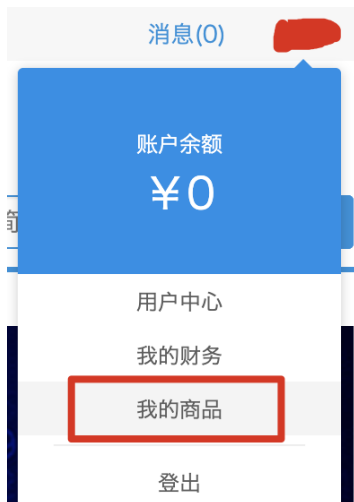 消息(0)
账户余额
￥0
用户中心
我的财务
我的商品
登出